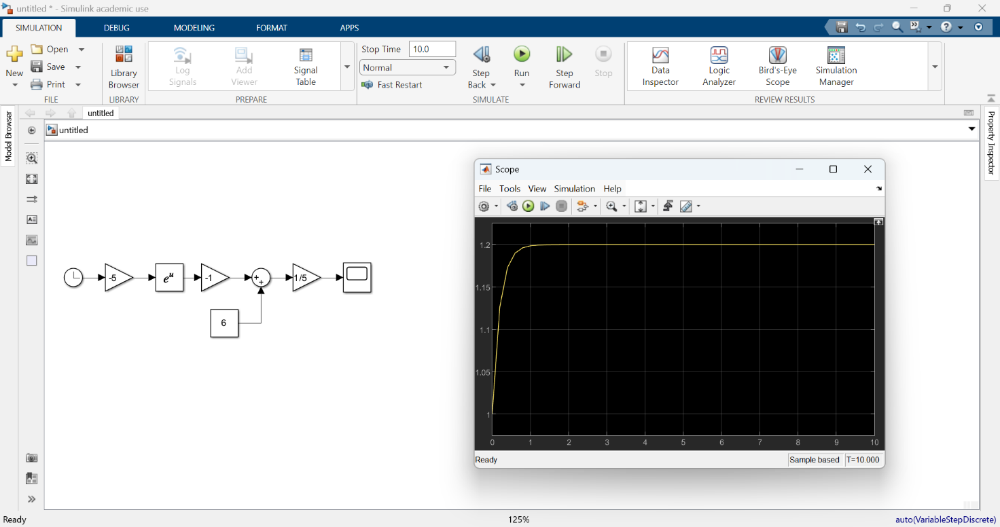 untitled * - Simulink academic use
SIMULATION DEBUG MODELING FORMAT APPS
New
Open
Save
Print
FILE
Library
Browser
LIBRARY
Log
Signals
Add
Viewer
Signal
Table
PREPARE
Stop Time 10.0
Normal
Fast Restart
Step
Back
Run
Step
Forward
Stop
SIMULATE
Data
Inspector
Logic
Analyzer
Bird's-Eye
Scope
Simulation
Manager
REVIEW RESULTS
Model Browser
untitled
untitled
Property Inspector
-5
eᵘ
-1
+
+
1/5
6
Scope
File Tools View Simulation Help
1.2
1.15
1.1
1.05
1
0 1 2 3 4 5 6 7 8 9 10
Ready Sample based T=10.000
Ready 125% auto(VariableStepDiscrete)